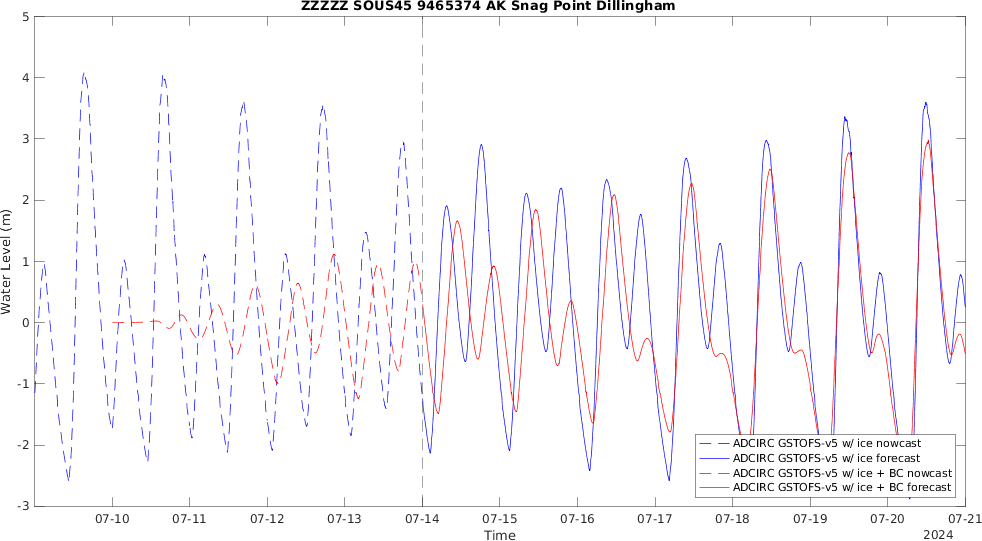 ZZZZZ SOUS45 9465374 AK Snag Point Dillingham
5
4
3
2
1
0
-1
-2
-3
Water Level (m)
07-10 07-11 07-12 07-13 07-14 07-15 07-16 07-17 07-18 07-19 07-20 07-21
Time
2024
ADCIRC GSTOFS-v5 w/ ice nowcast
ADCIRC GSTOFS-v5 w/ ice forecast
ADCIRC GSTOFS-v5 w/ ice + BC nowcast
ADCIRC GSTOFS-v5 w/ ice + BC forecast